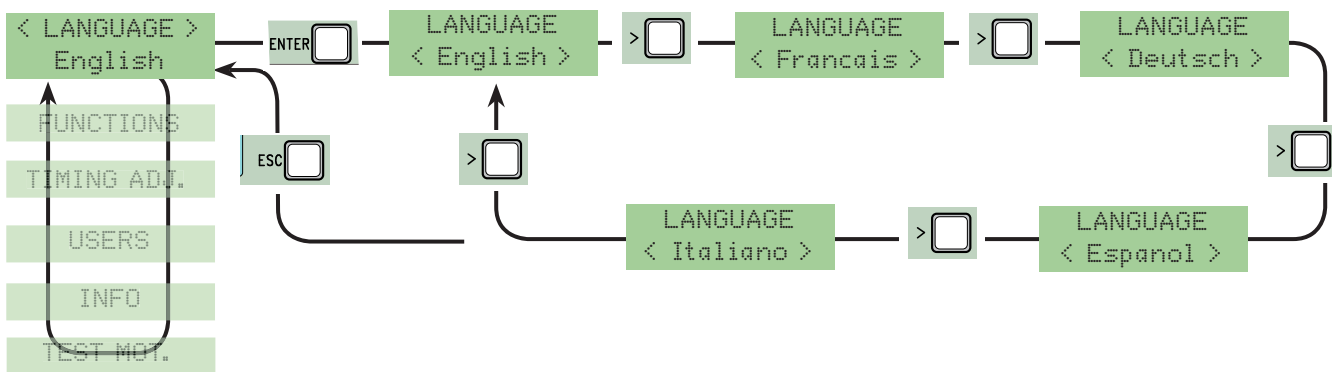 < LANGUAGE >
English
ENTER
LANGUAGE
< English >
>
LANGUAGE
< Francais >
>
LANGUAGE
< Deutsch >
>
LANGUAGE
< Espanol >
>
LANGUAGE
< Italiano >
>
ESC
FUNCTIONS
TIMING ADJ.
USERS
INFO
TEST MOT.